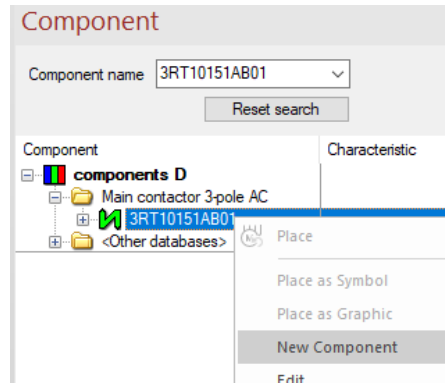 Component
Component name 3RT10151AB01
Reset search
Component Characteristic
components D
Main contactor 3-pole AC
3RT10151AB01
<Other databases>
Place
Place as Symbol
Place as Graphic
New Component
Edit